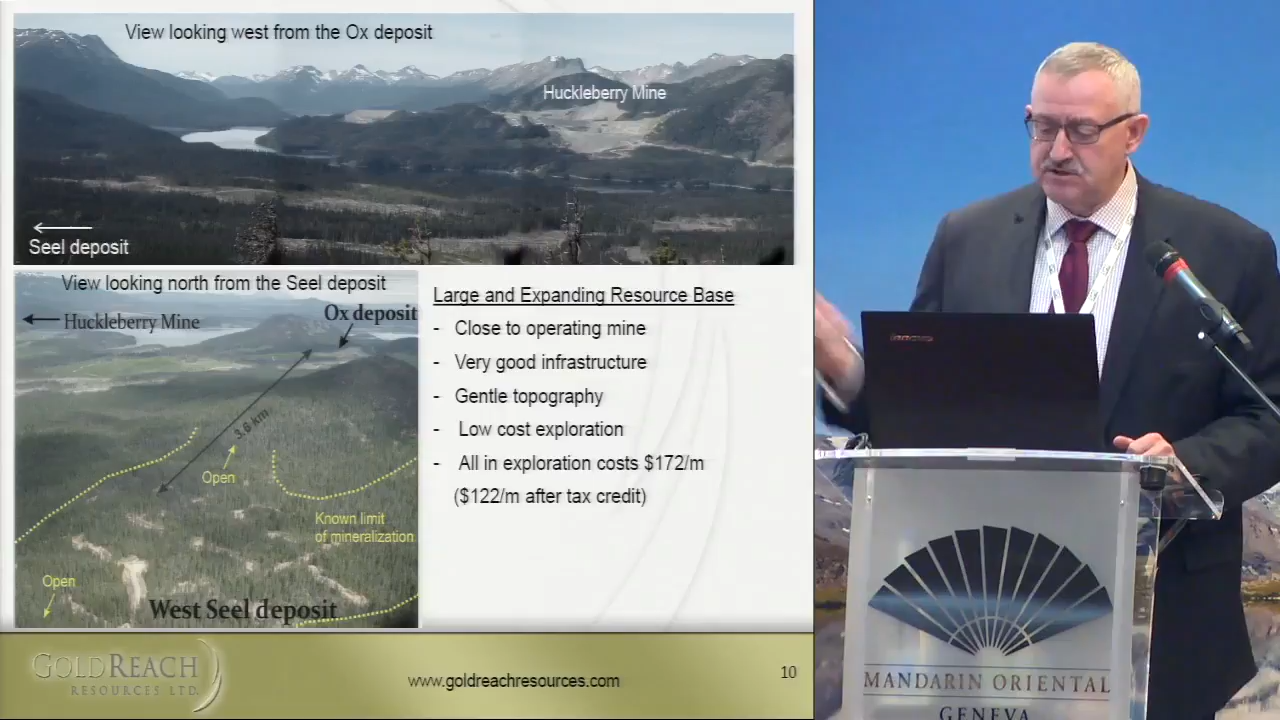 View looking west from the Ox deposit
Huckleberry Mine
Seel deposit
View looking north from the Seel deposit
Huckleberry Mine
Ox deposit
3.6 km
Open
Known limit
of mineralization
Open
West Seel deposit
Large and Expanding Resource Base
- Close to operating mine
- Very good infrastructure
- Gentle topography
- Low cost exploration
- All in exploration costs $172/m
($122/m after tax credit)
GOLDREACH
RESOURCES LTD.
www.goldreachresources.com
10
lenovo
MANDARIN ORIENTAL
GENEVA